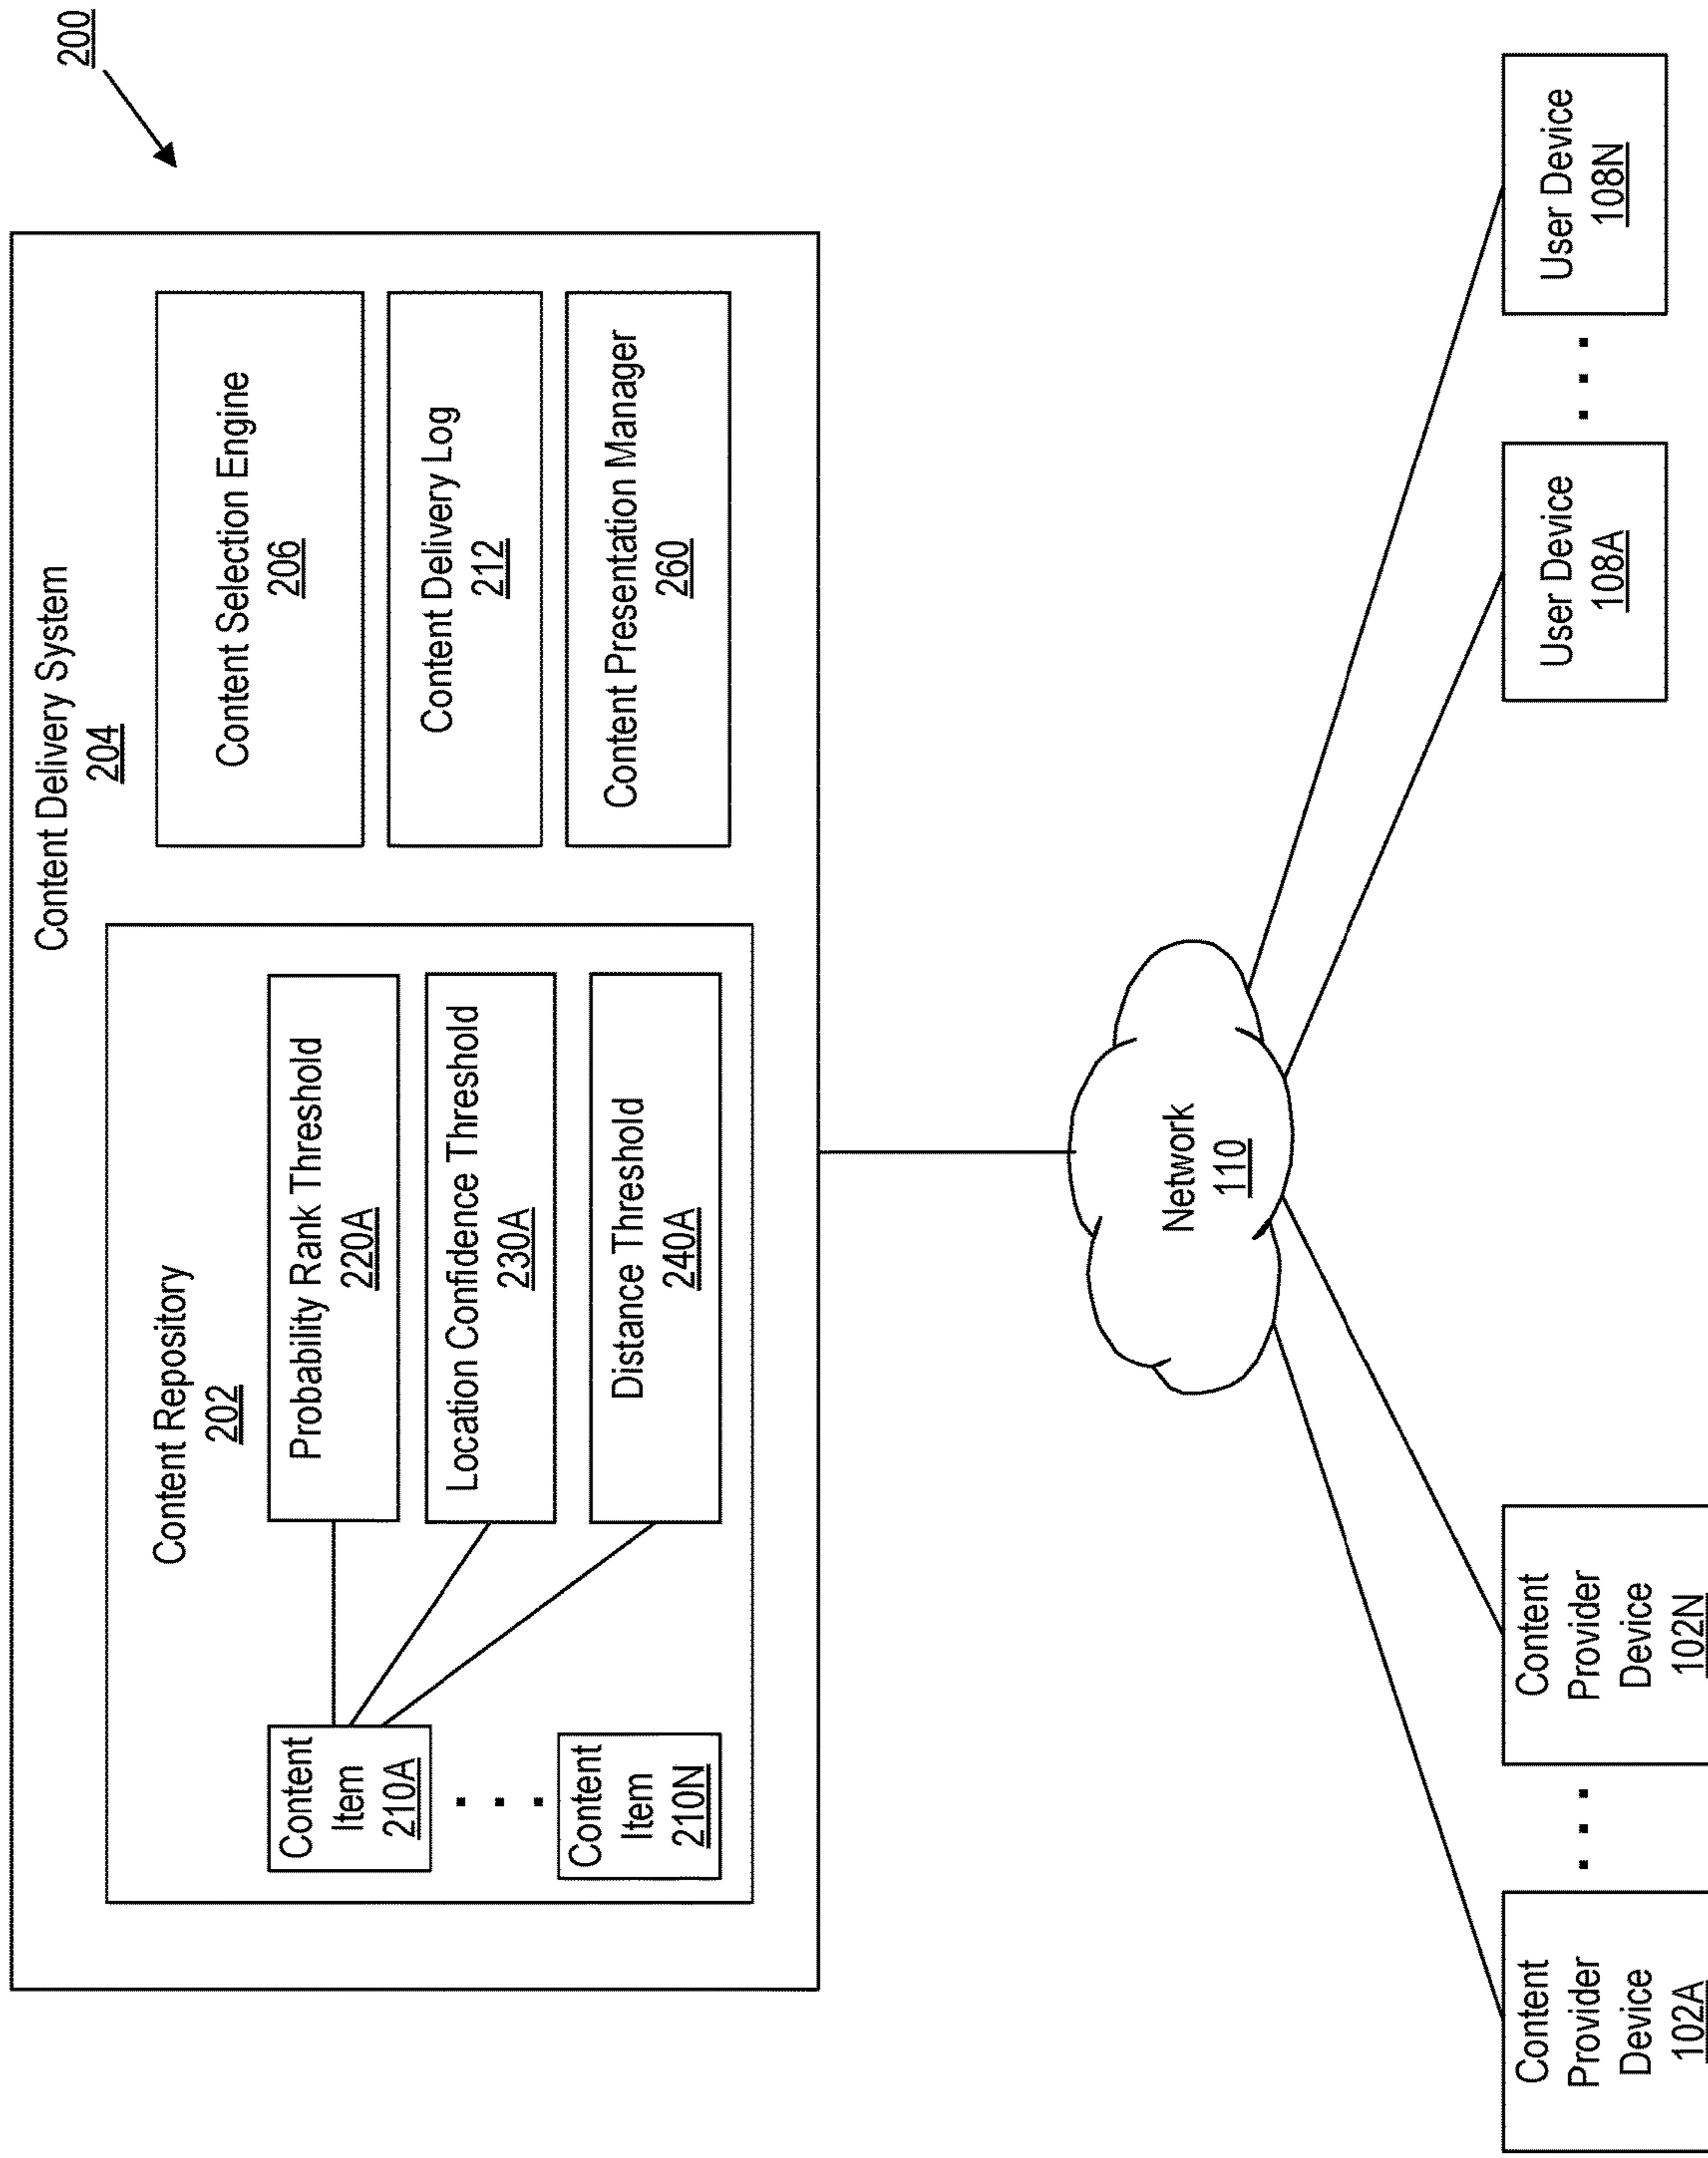 200
Content Delivery System
204
Content Repository
202
Content
Item
210A
Content
Item
210N
Probability Rank Threshold
220A
Location Confidence Threshold
230A
Distance Threshold
240A
Content Selection Engine
206
Content Delivery Log
212
Content Presentation Manager
260
Network
110
Content
Provider
Device
102A
Content
Provider
Device
102N
User Device
108A
User Device
108N